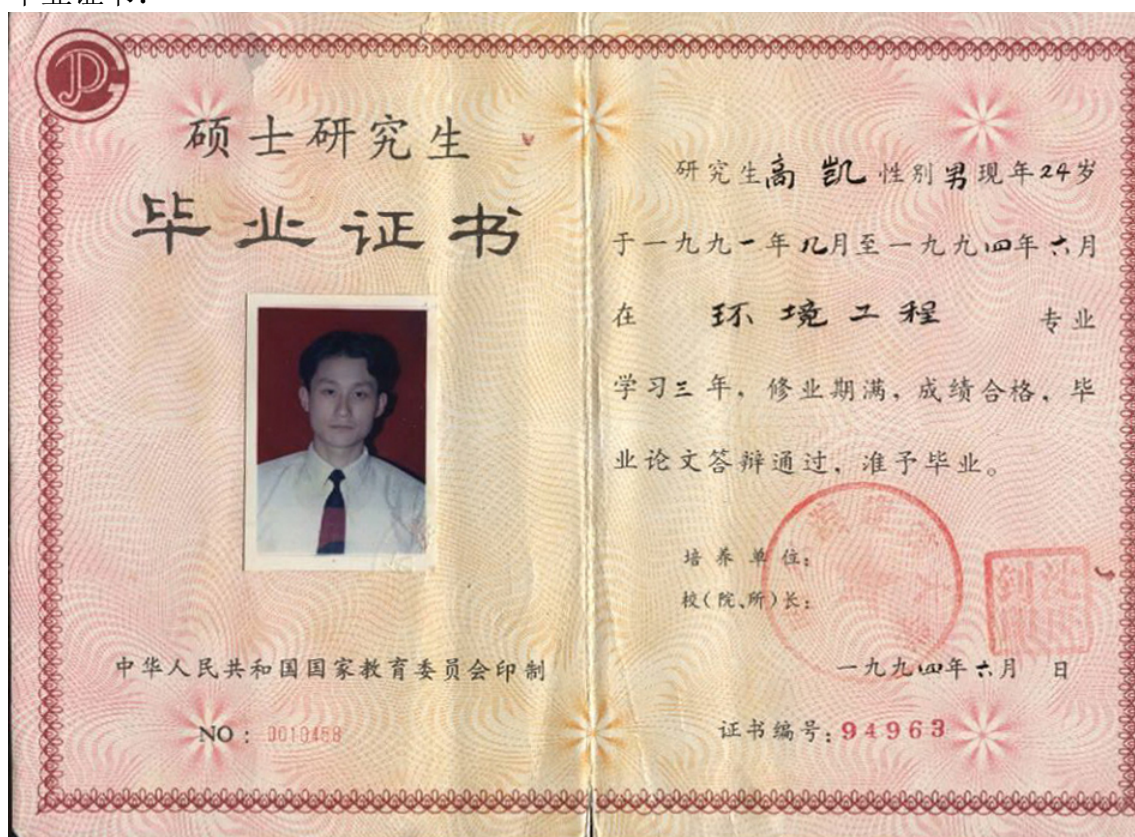 毕业证书：
硕士研究生
毕业证书
中华人民共和国国家教育委员会印制
NO：0010468
研究生高凯性别男现年24岁
于一九九一年九月至一九九四年六月
在 环境工程 专业
学习三年，修业期满，成绩合格，毕
业论文答辩通过，准予毕业。
培养单位：
校（院、所）长：
一九九四年六月 日
证书编号：94963